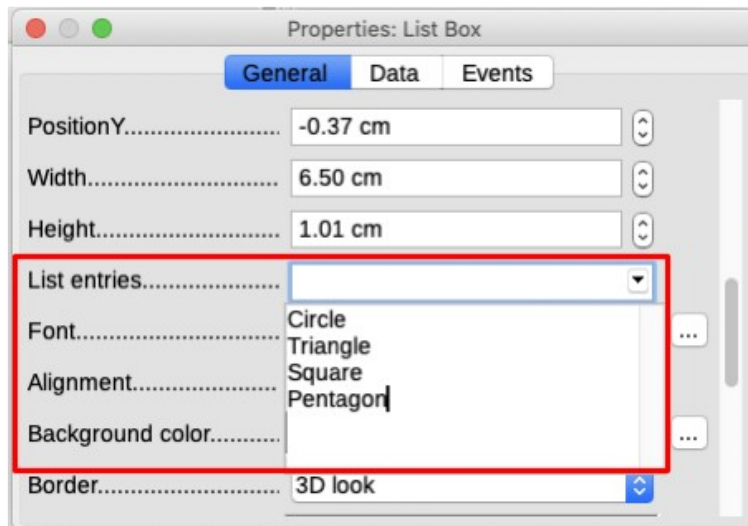 Properties: List Box
General Data Events
PositionY........................ -0.37 cm
Width............................. 6.50 cm
Height............................ 1.01 cm
List entries.....................
Circle
Font............................... ...
Triangle
Square
Alignment......................
Pentagon
Background color.......... ...
Border........................... 3D look